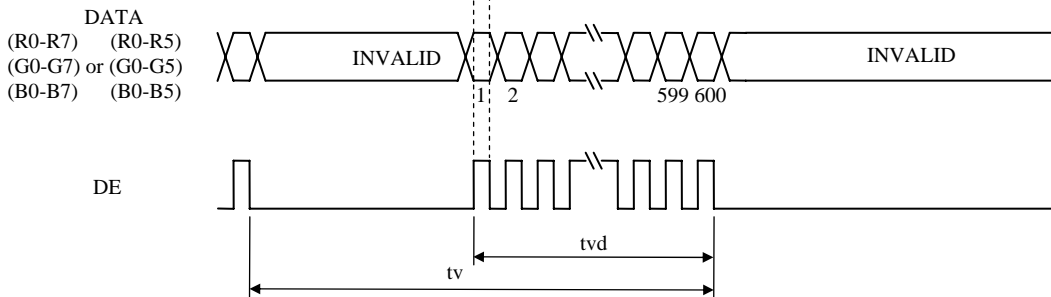 DATA
(R0-R7) (R0-R5)
(G0-G7) or (G0-G5)
(B0-B7) (B0-B5)
INVALID
INVALID
1 2 599 600
DE
tvd
tv